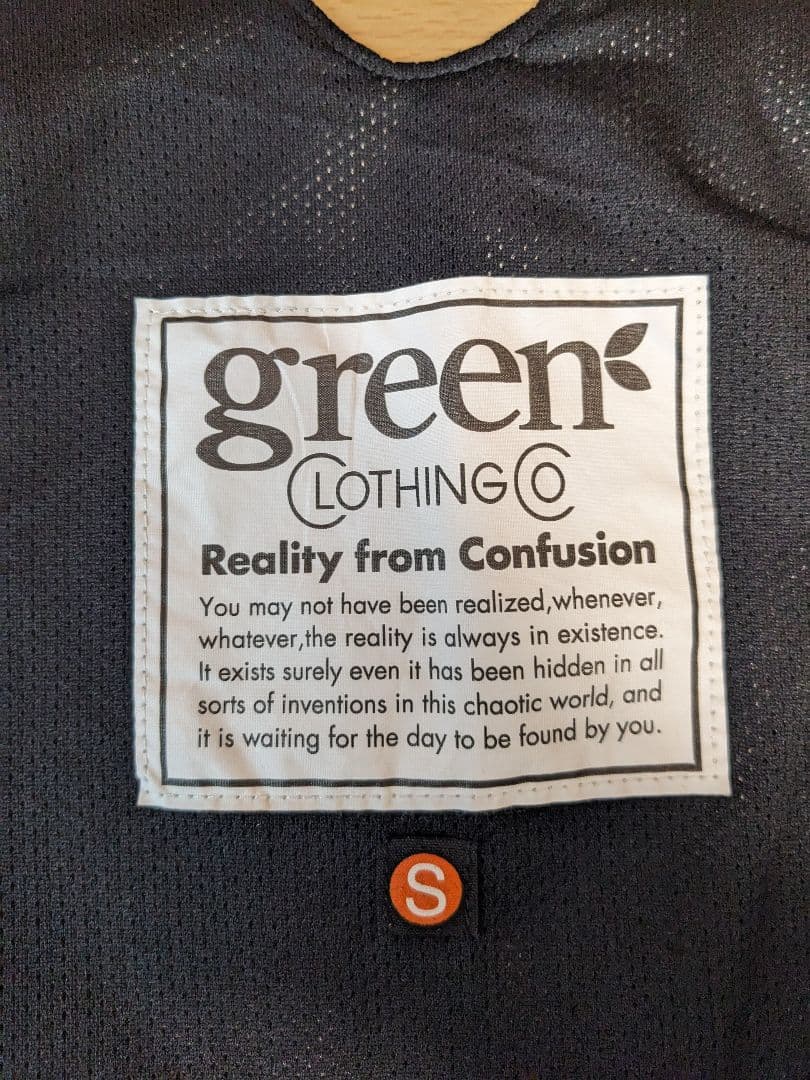 green
CLOTHING CO
Reality from Confusion
You may not have been realized,whenever,
whatever,the reality is always in existence.
It exists surely even it has been hidden in all
sorts of inventions in this chaotic world, and
it is waiting for the day to be found by you.
S